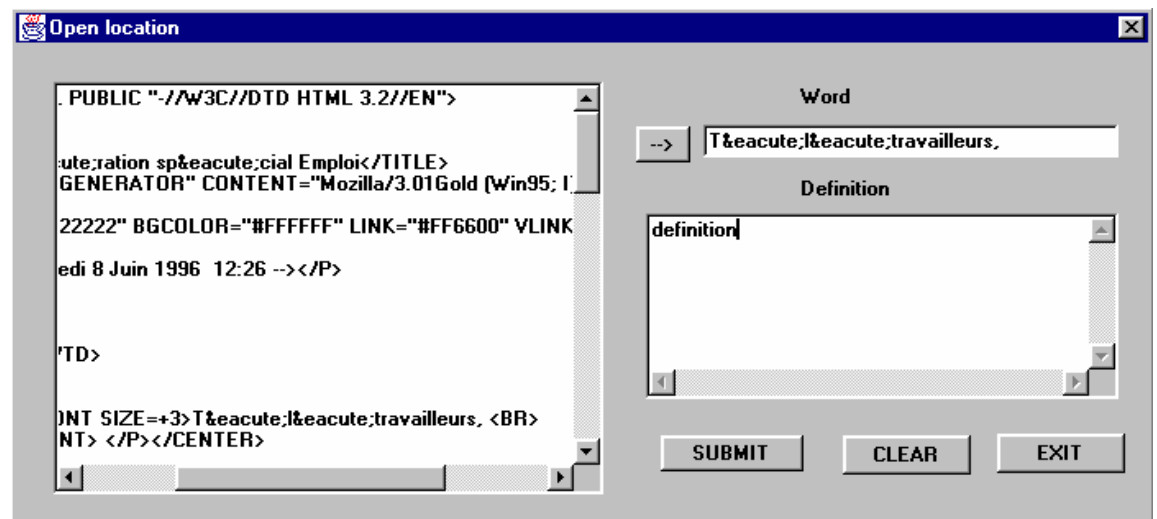 Open location
. PUBLIC "-//W3C//DTD HTML 3.2//EN">
ute;ration sp&eacute;cial Emploi</TITLE>
GENERATOR" CONTENT="Mozilla/3.01Gold (Win95; I)
22222" BGCOLOR="#FFFFFF" LINK="#FF6600" VLINK
edi 8 Juin 1996 12:26 --></P>
TD>
NT SIZE=+3>T&eacute;l&eacute;travailleurs, <BR>
NT> </P></CENTER>
Word
--> T&eacute;l&eacute;travailleurs,
Definition
definition
SUBMIT CLEAR EXIT